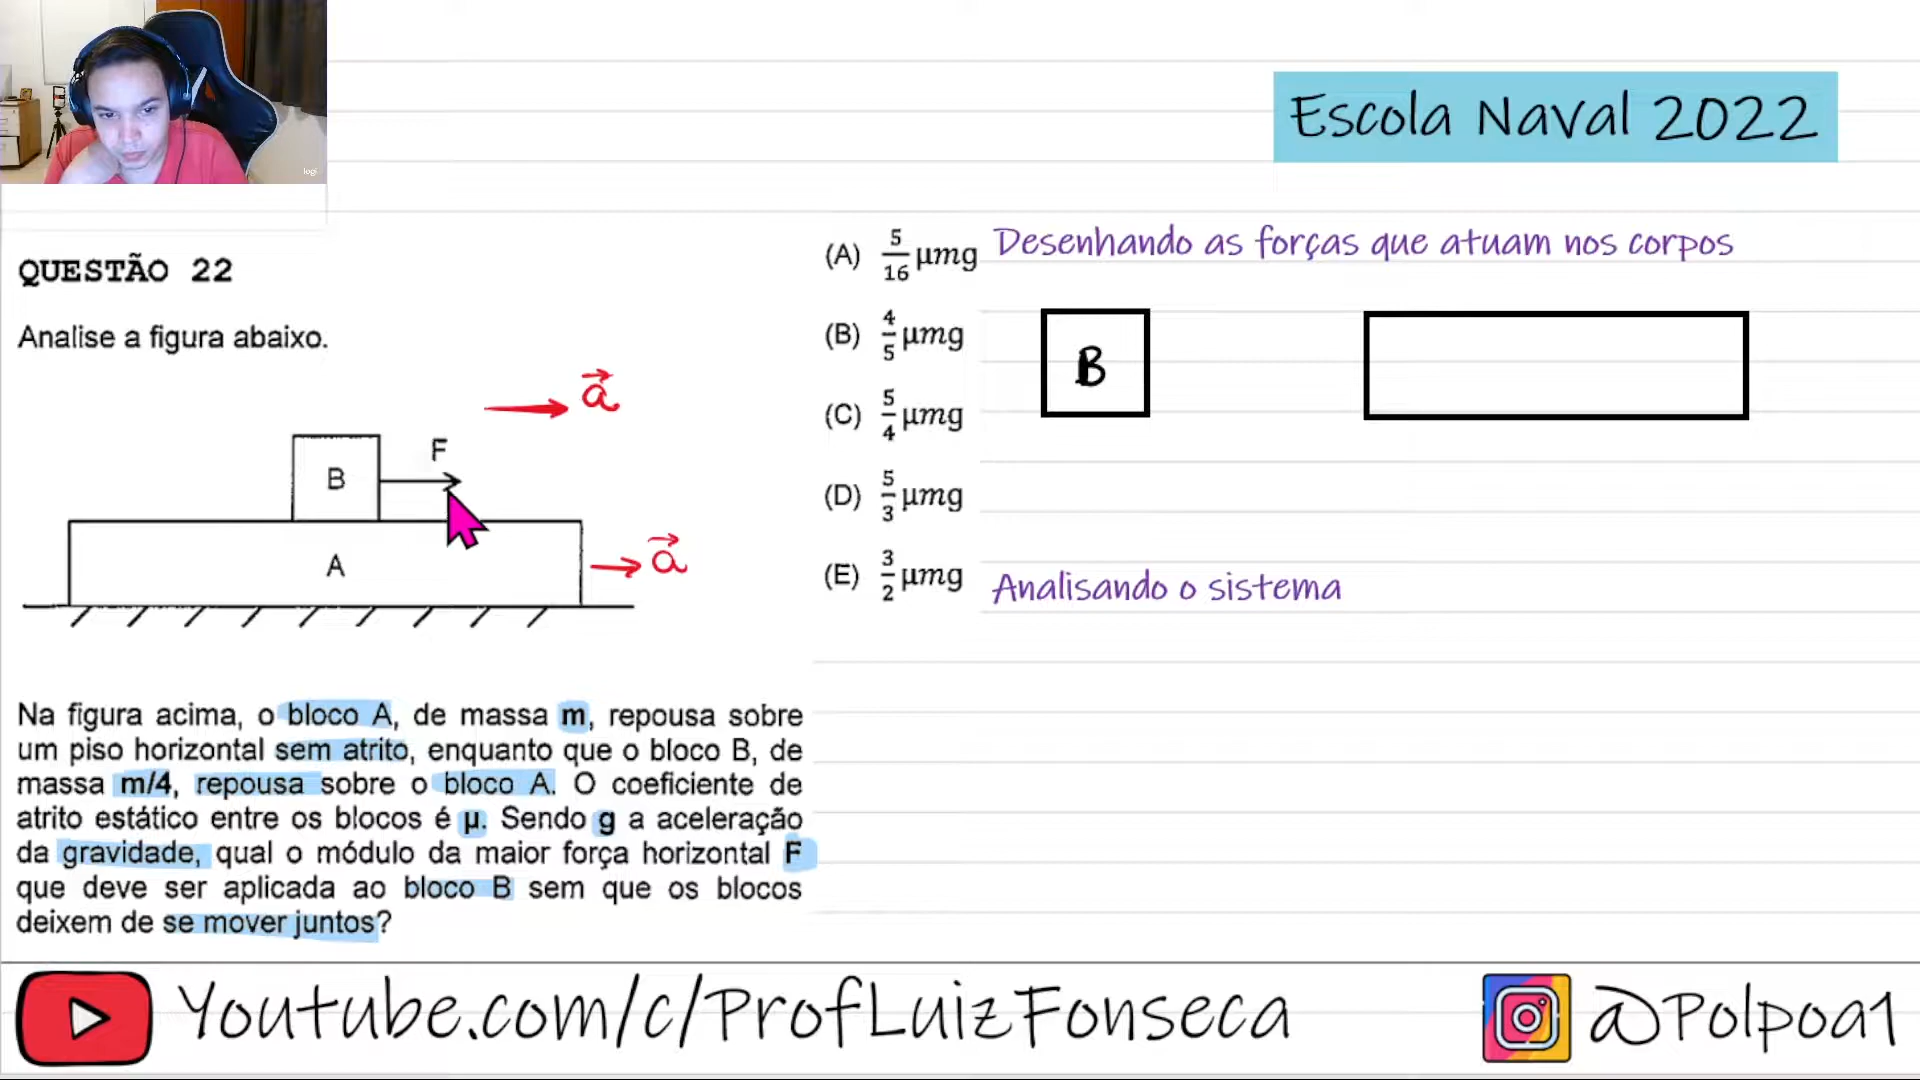 logi
Escola Naval 2022
QUESTÃO 22
Analise a figura abaixo.
a
F
B
A
a
Na figura acima, o bloco A, de massa m, repousa sobre
um piso horizontal sem atrito, enquanto que o bloco B, de
massa m/4, repousa sobre o bloco A. O coeficiente de
atrito estático entre os blocos é µ. Sendo g a aceleração
da gravidade, qual o módulo da maior força horizontal F
que deve ser aplicada ao bloco B sem que os blocos
deixem de se mover juntos?
(A) 5/16 µmg
(B) 4/5 µmg
(C) 5/4 µmg
(D) 5/3 µmg
(E) 3/2 µmg
Desenhando as forças que atuam nos corpos
B
Analisando o sistema
Youtube.com/c/ProfLuizFonseca
@Polpoa1